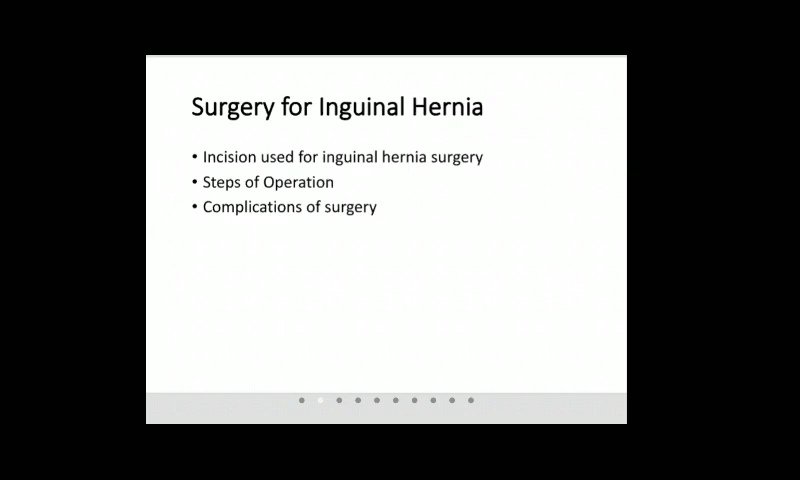 Surgery for Inguinal Hernia
• Incision used for inguinal hernia surgery
• Steps of Operation
• Complications of surgery